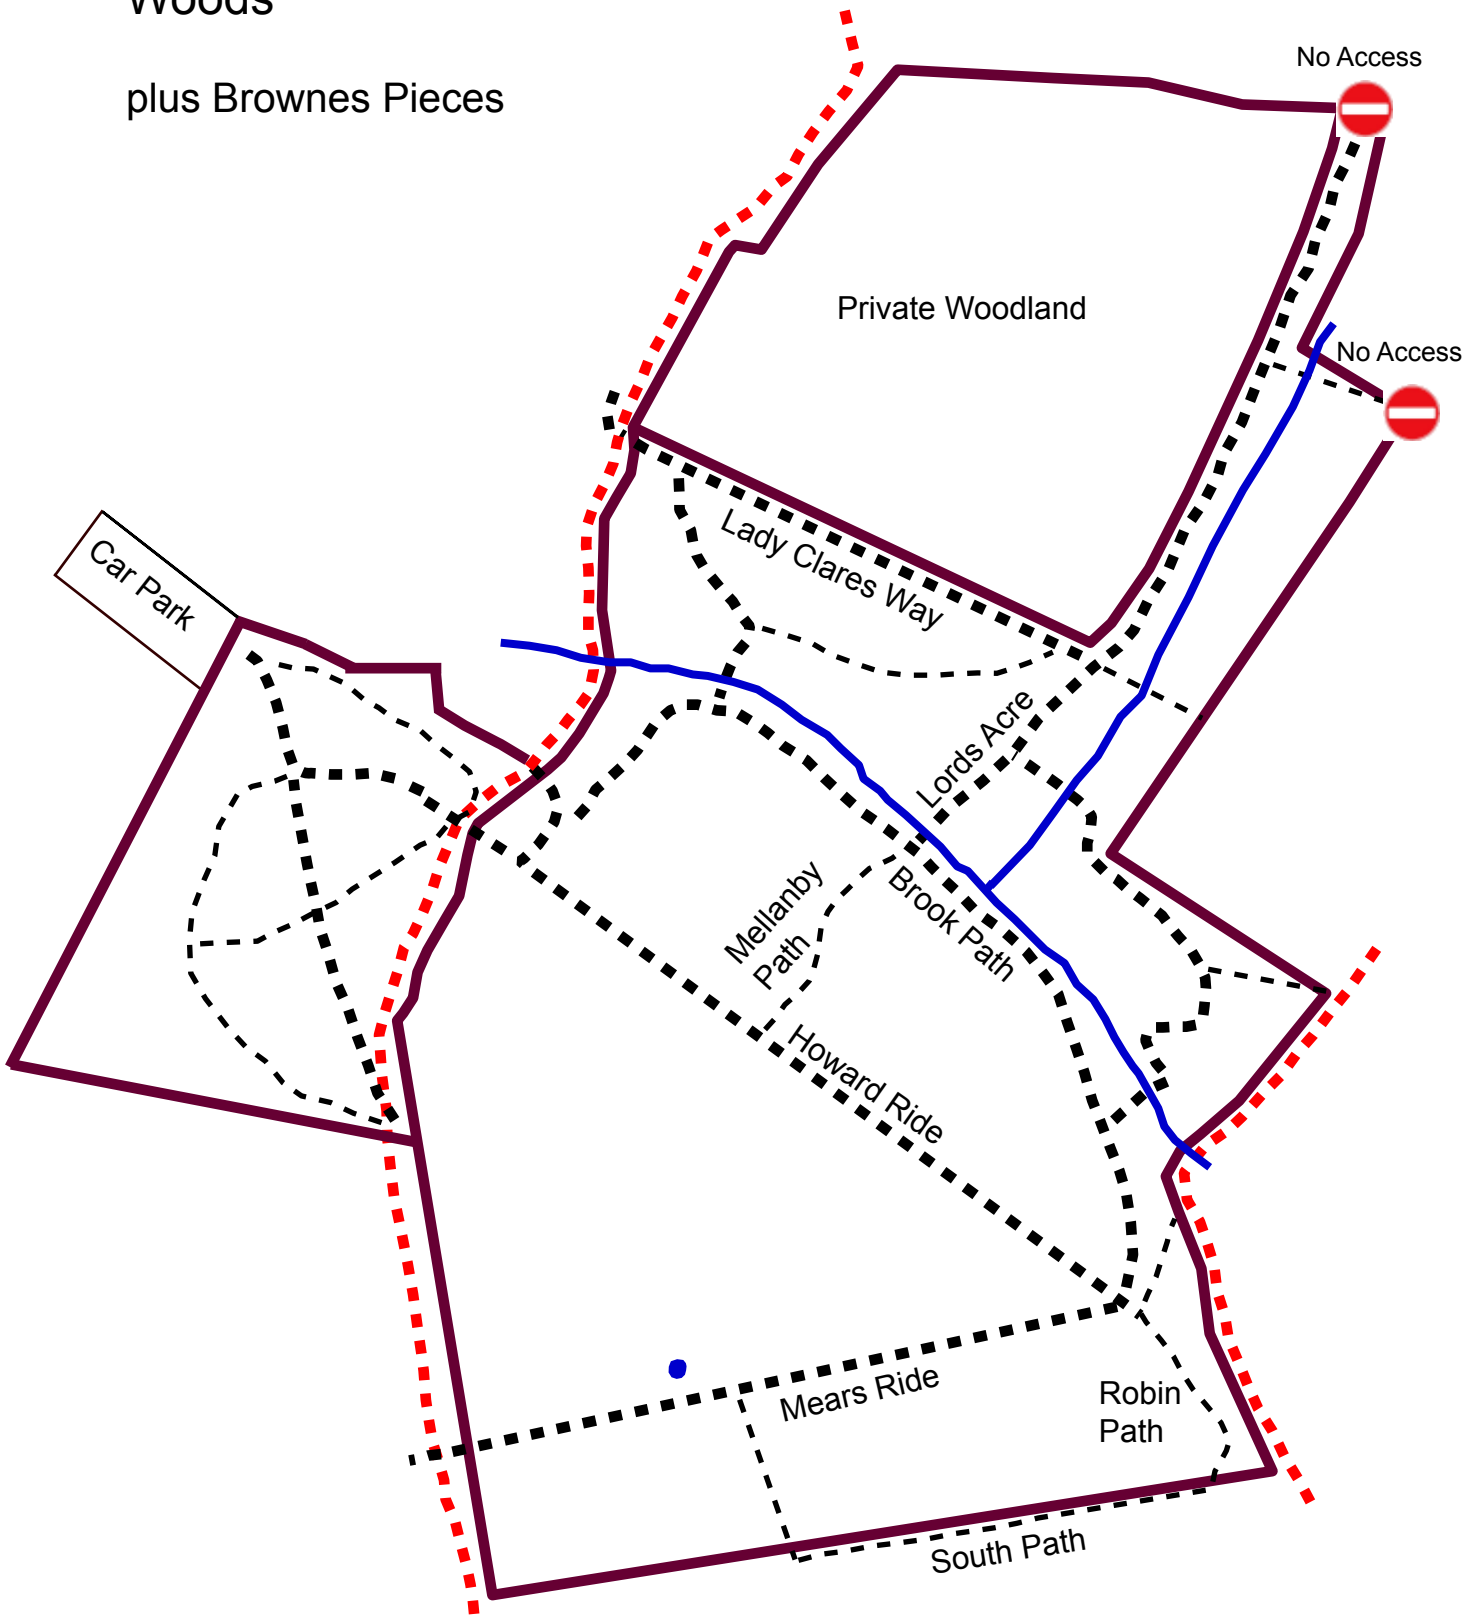 Woods
plus Brownes Pieces
No Access
Private Woodland
No Access
Lady Clares Way
Car Park
Lords Acre
Mellanby
Path
Brook Path
Howard Ride
Mears Ride
Robin
Path
South Path